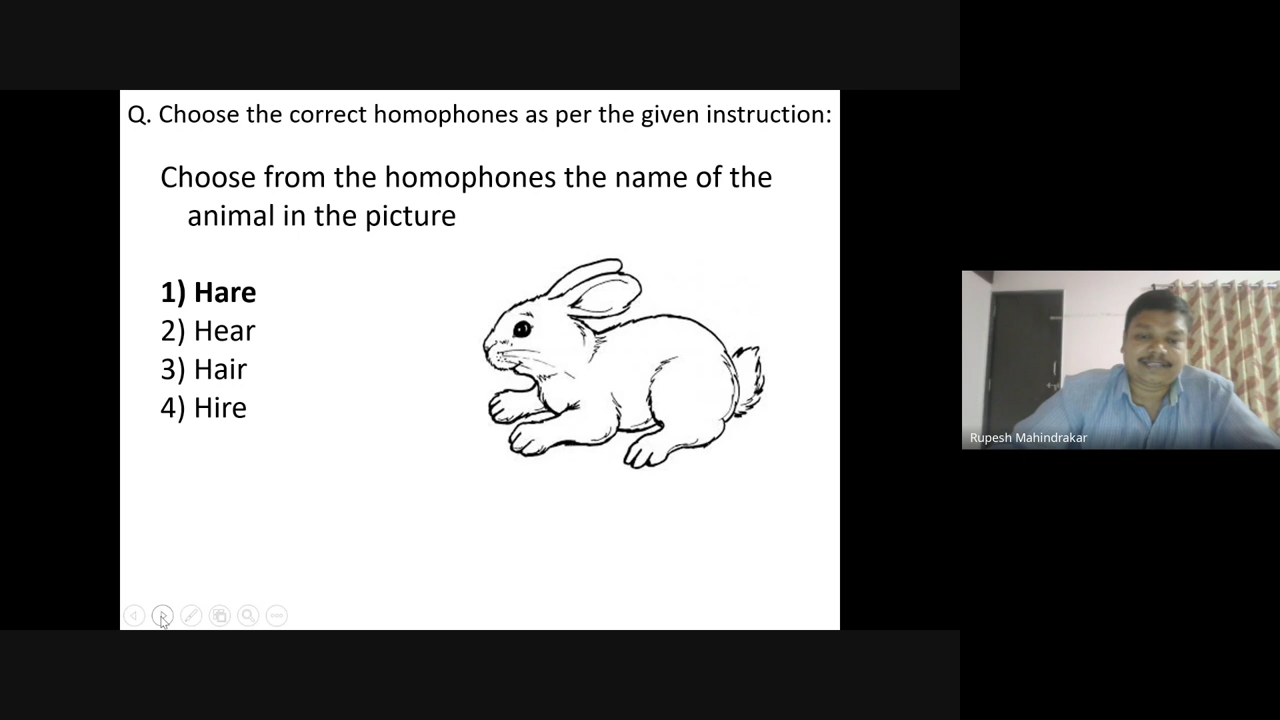 Q. Choose the correct homophones as per the given instruction:
Choose from the homophones the name of the
animal in the picture
1) Hare
2) Hear
3) Hair
4) Hire
Rupesh Mahindrakar